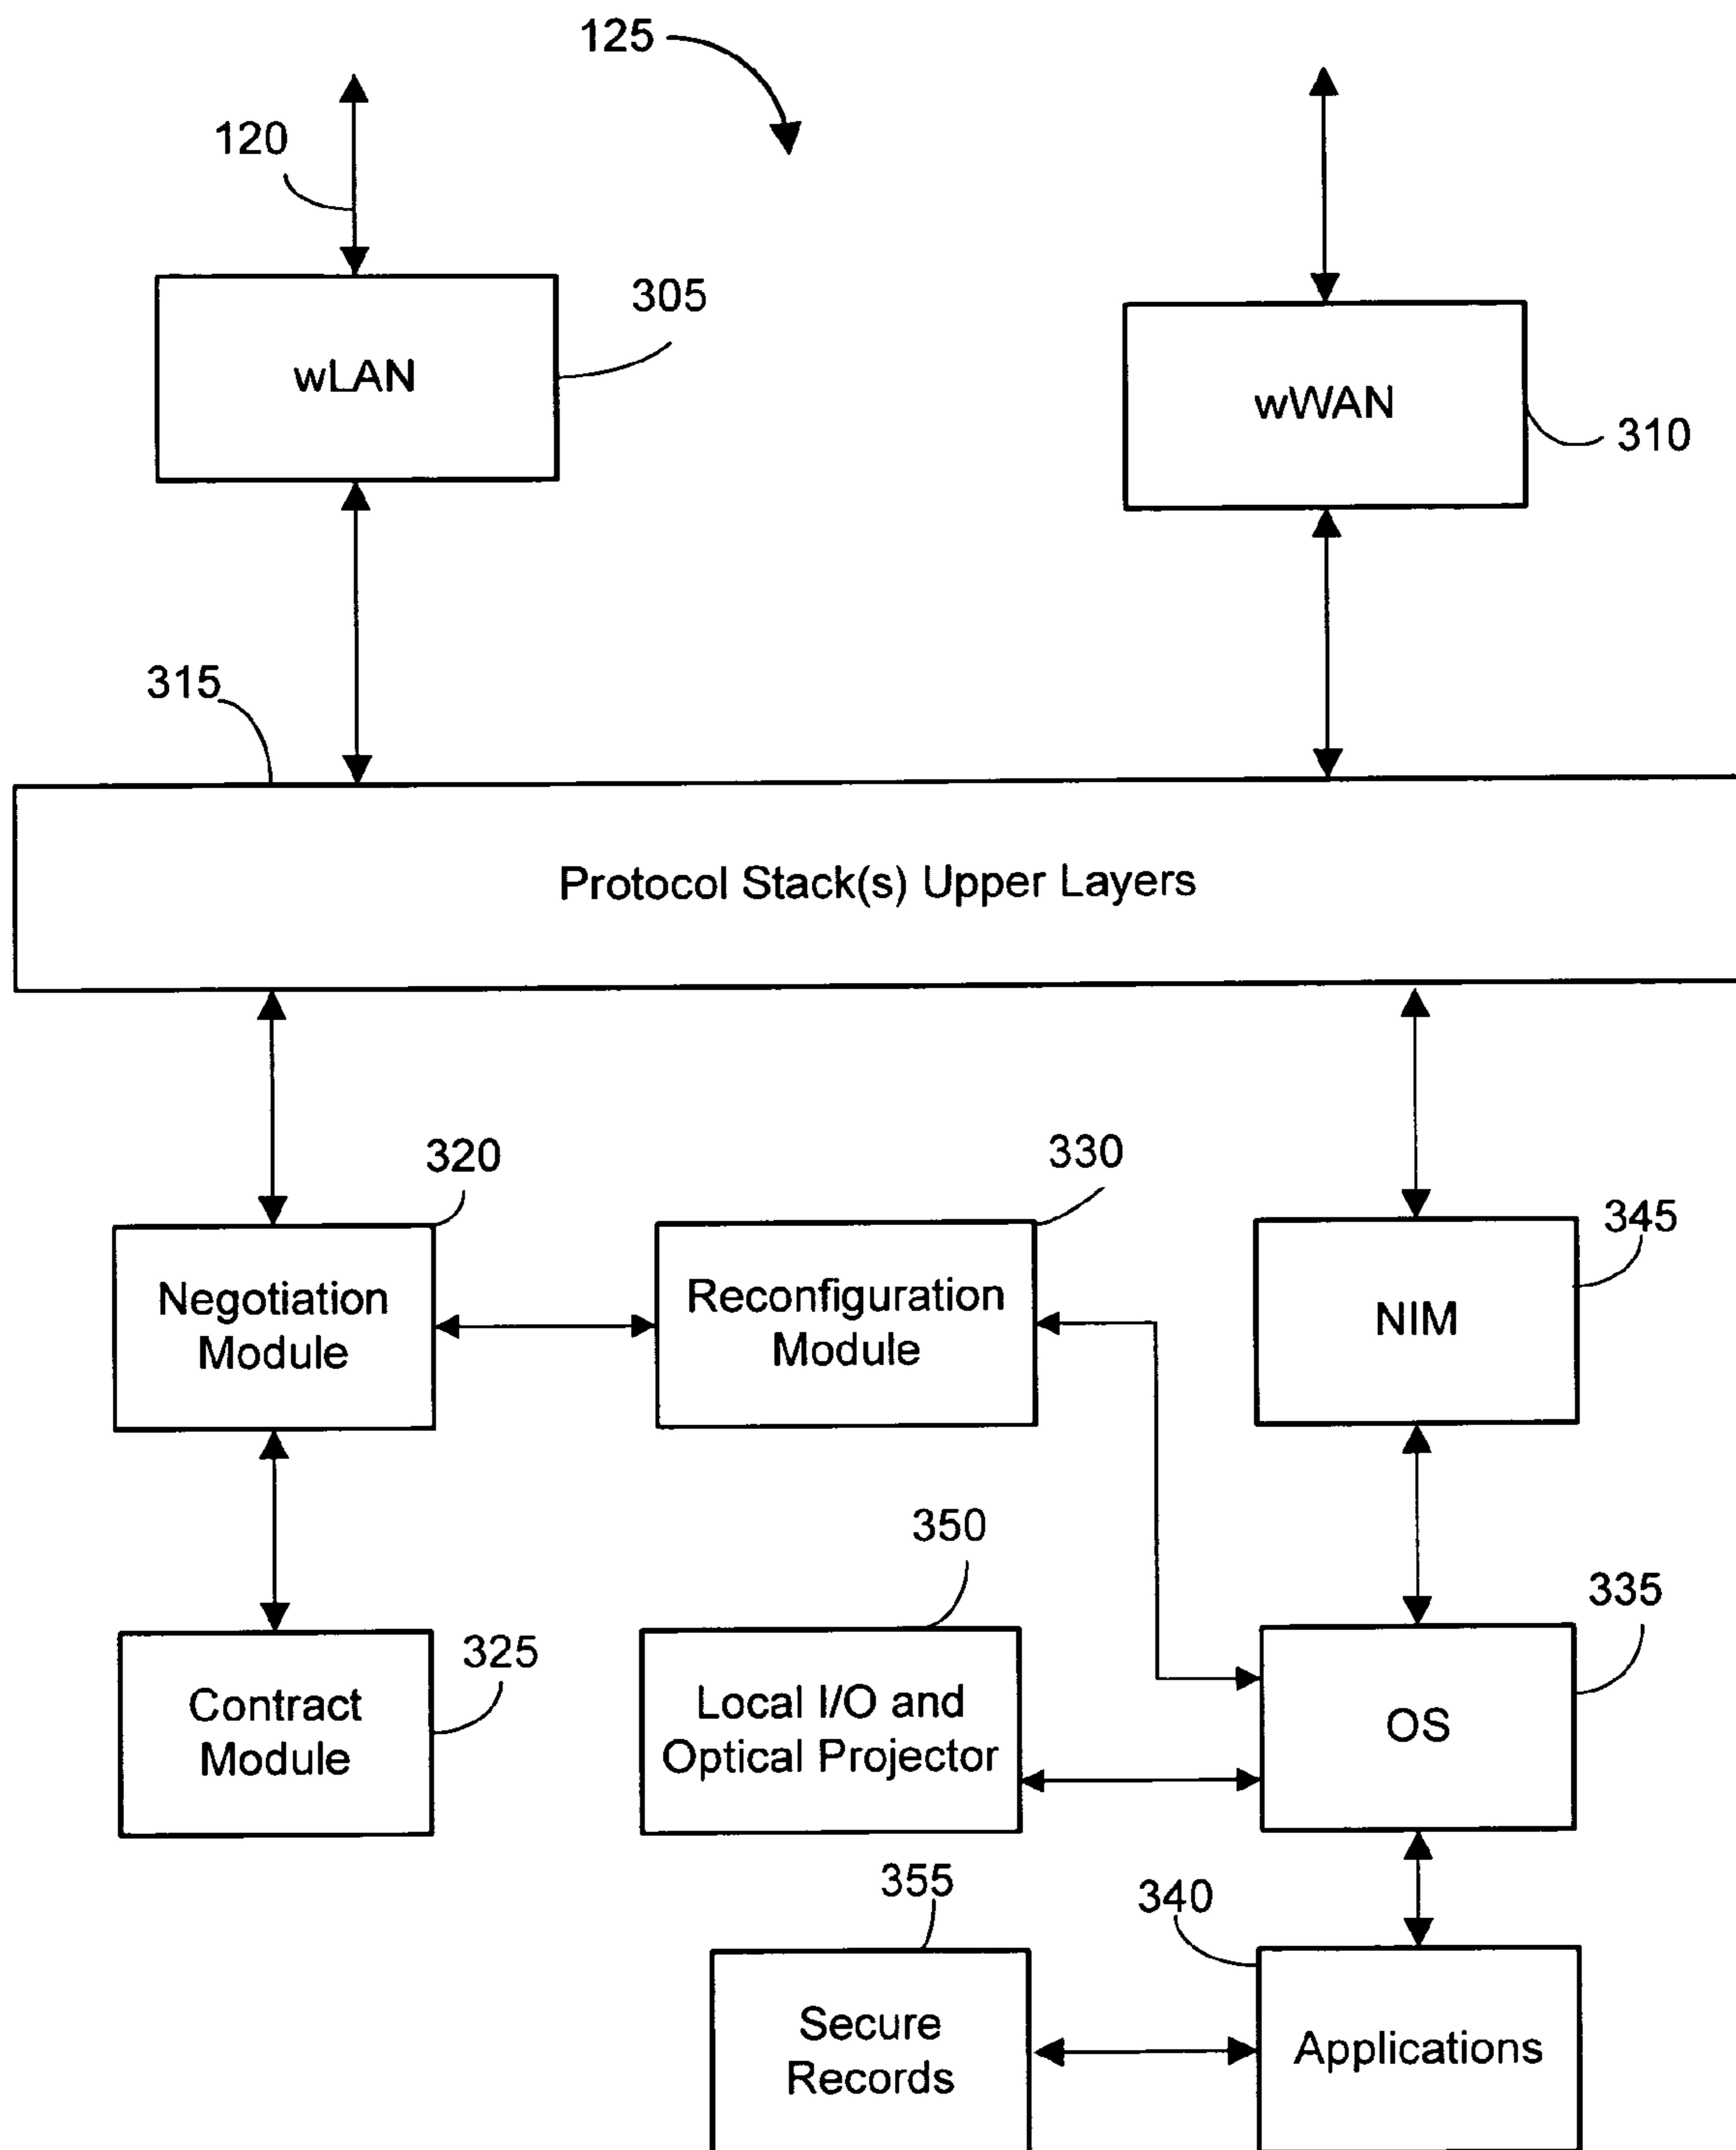 125
120
305
wLAN
wWAN
310
315
Protocol Stack(s) Upper Layers
320
330
345
Negotiation
Module
Reconfiguration
Module
NIM
350
335
325
Contract
Module
Local I/O and
Optical Projector
OS
355
340
Secure
Records
Applications